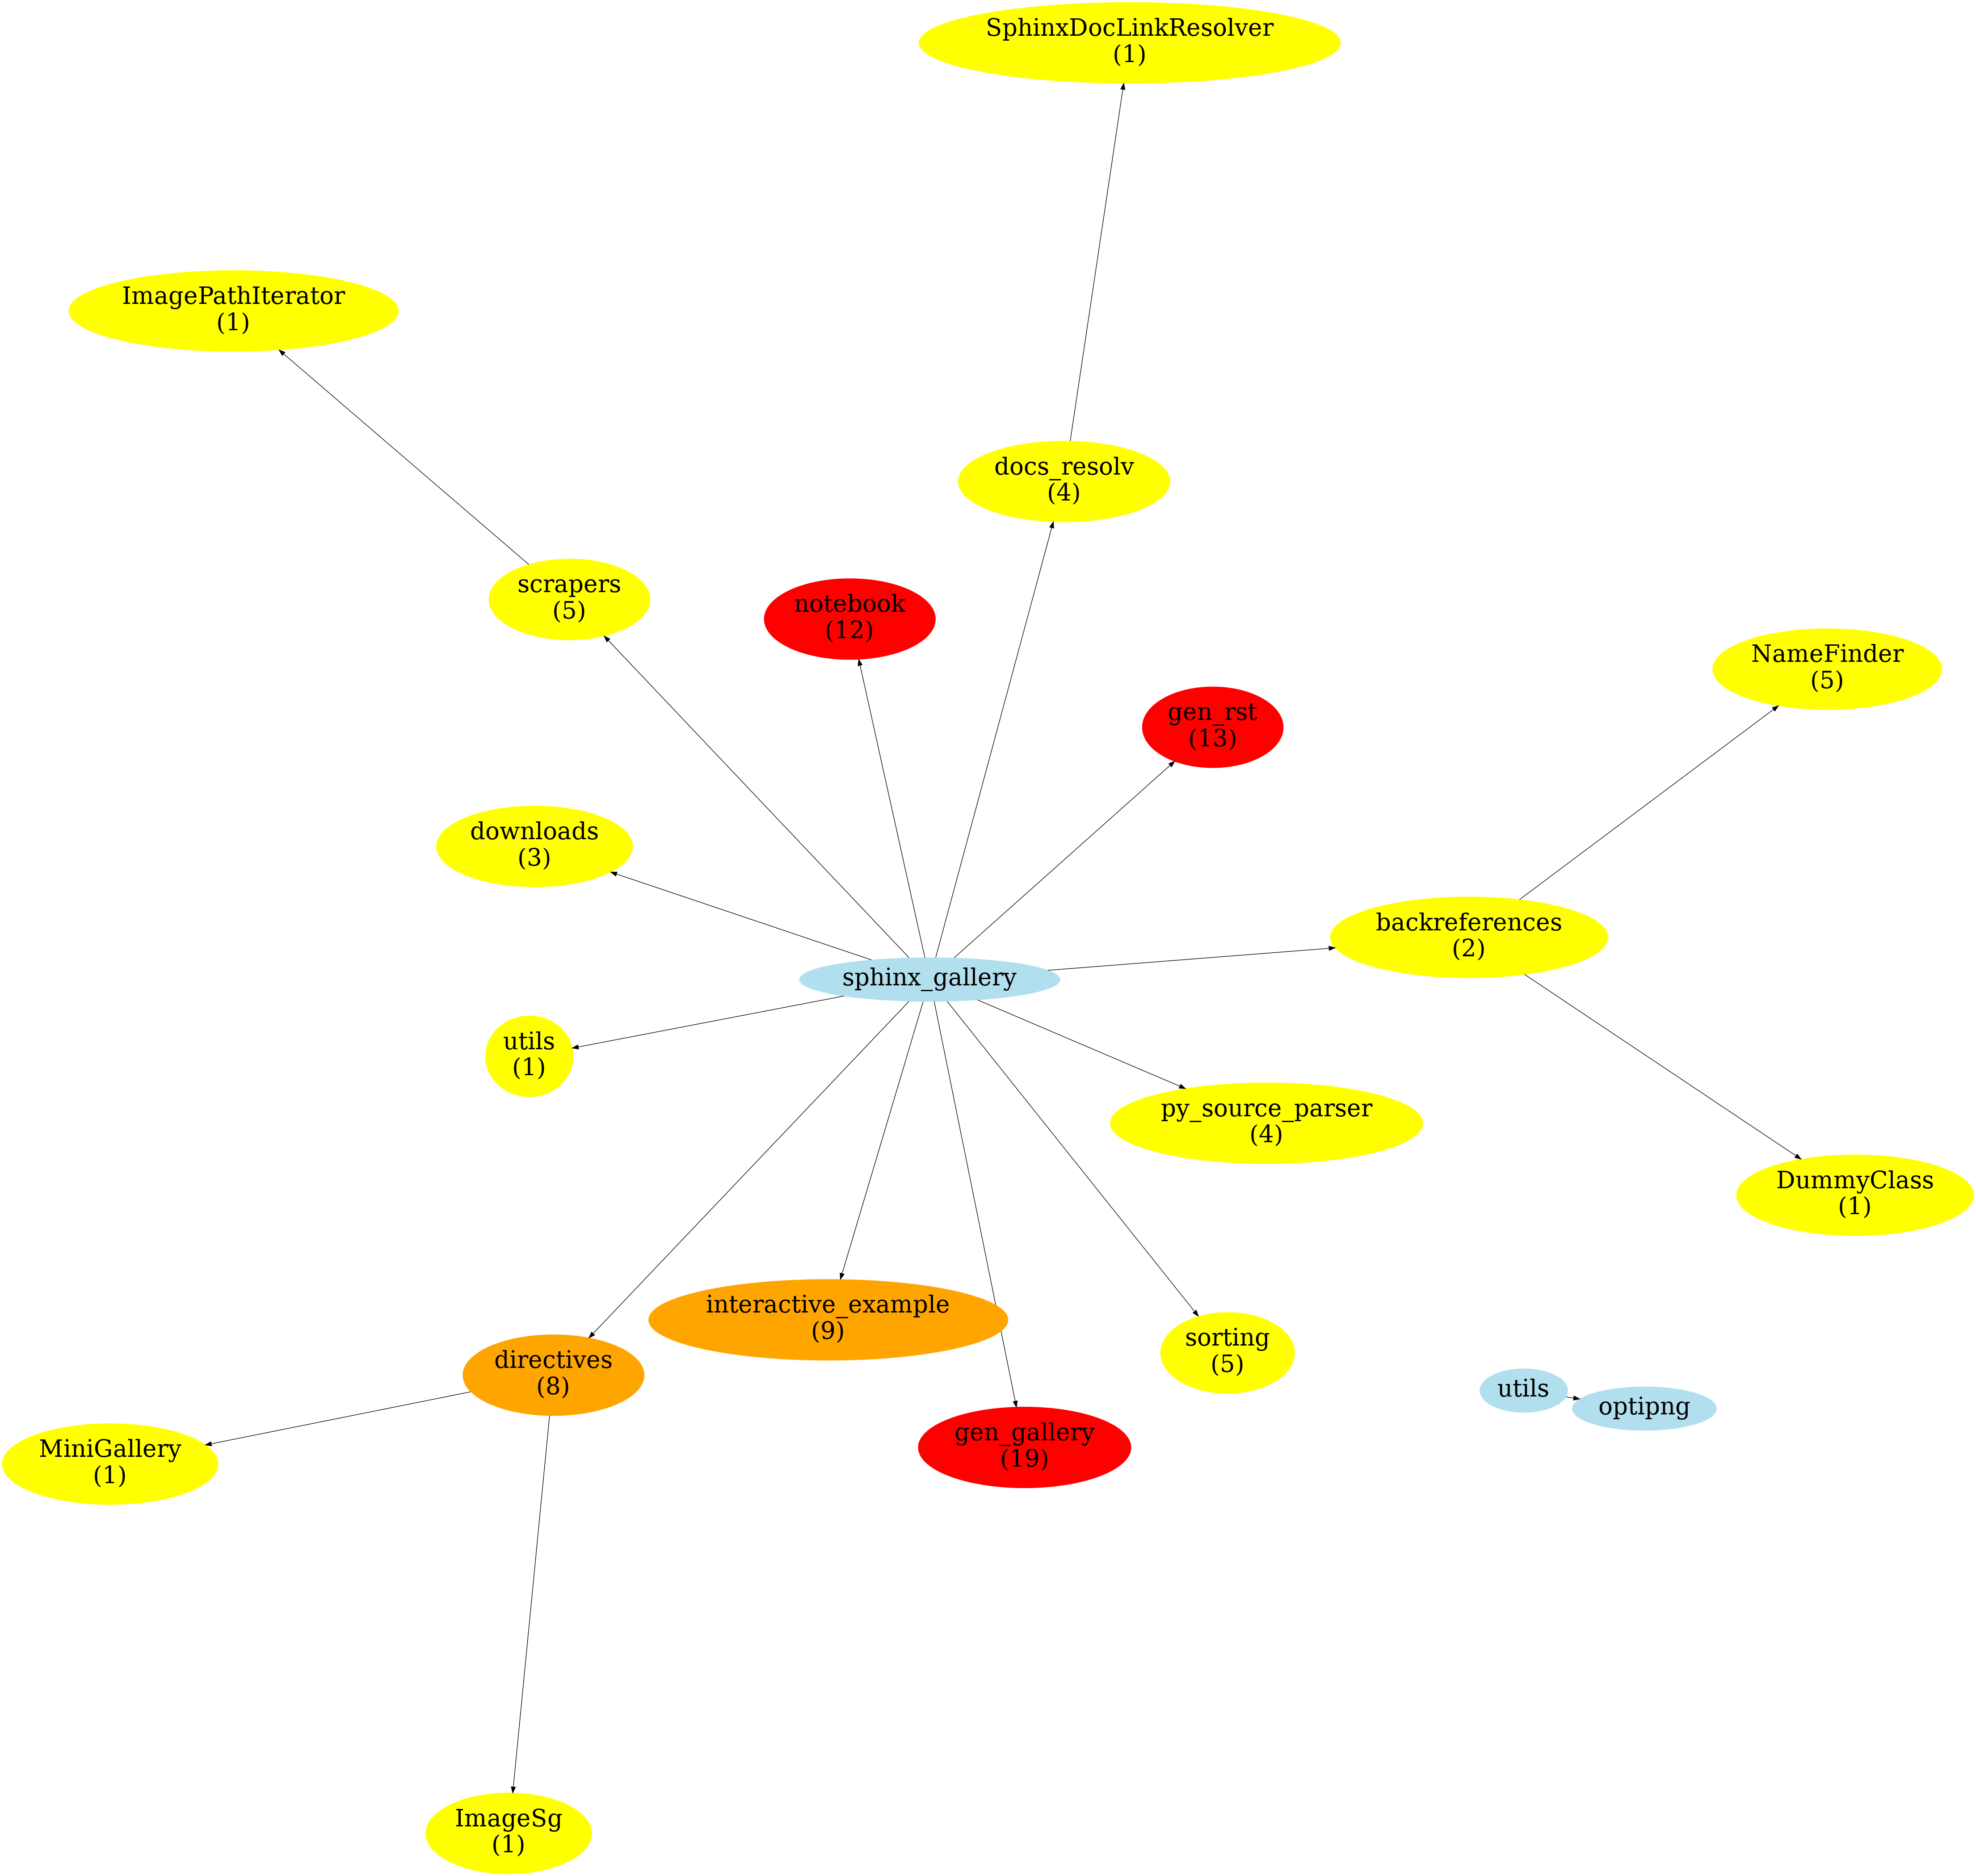 SphinxDocLinkResolver
(1)
ImagePathIterator
(1)
docs_resolv
(4)
scrapers
(5)
notebook
(12)
NameFinder
(5)
gen_rst
(13)
downloads
(3)
backreferences
(2)
sphinx_gallery
utils
(1)
py_source_parser
(4)
DummyClass
(1)
interactive_example
(9)
sorting
(5)
directives
(8)
utils
optipng
gen_gallery
(19)
MiniGallery
(1)
ImageSg
(1)